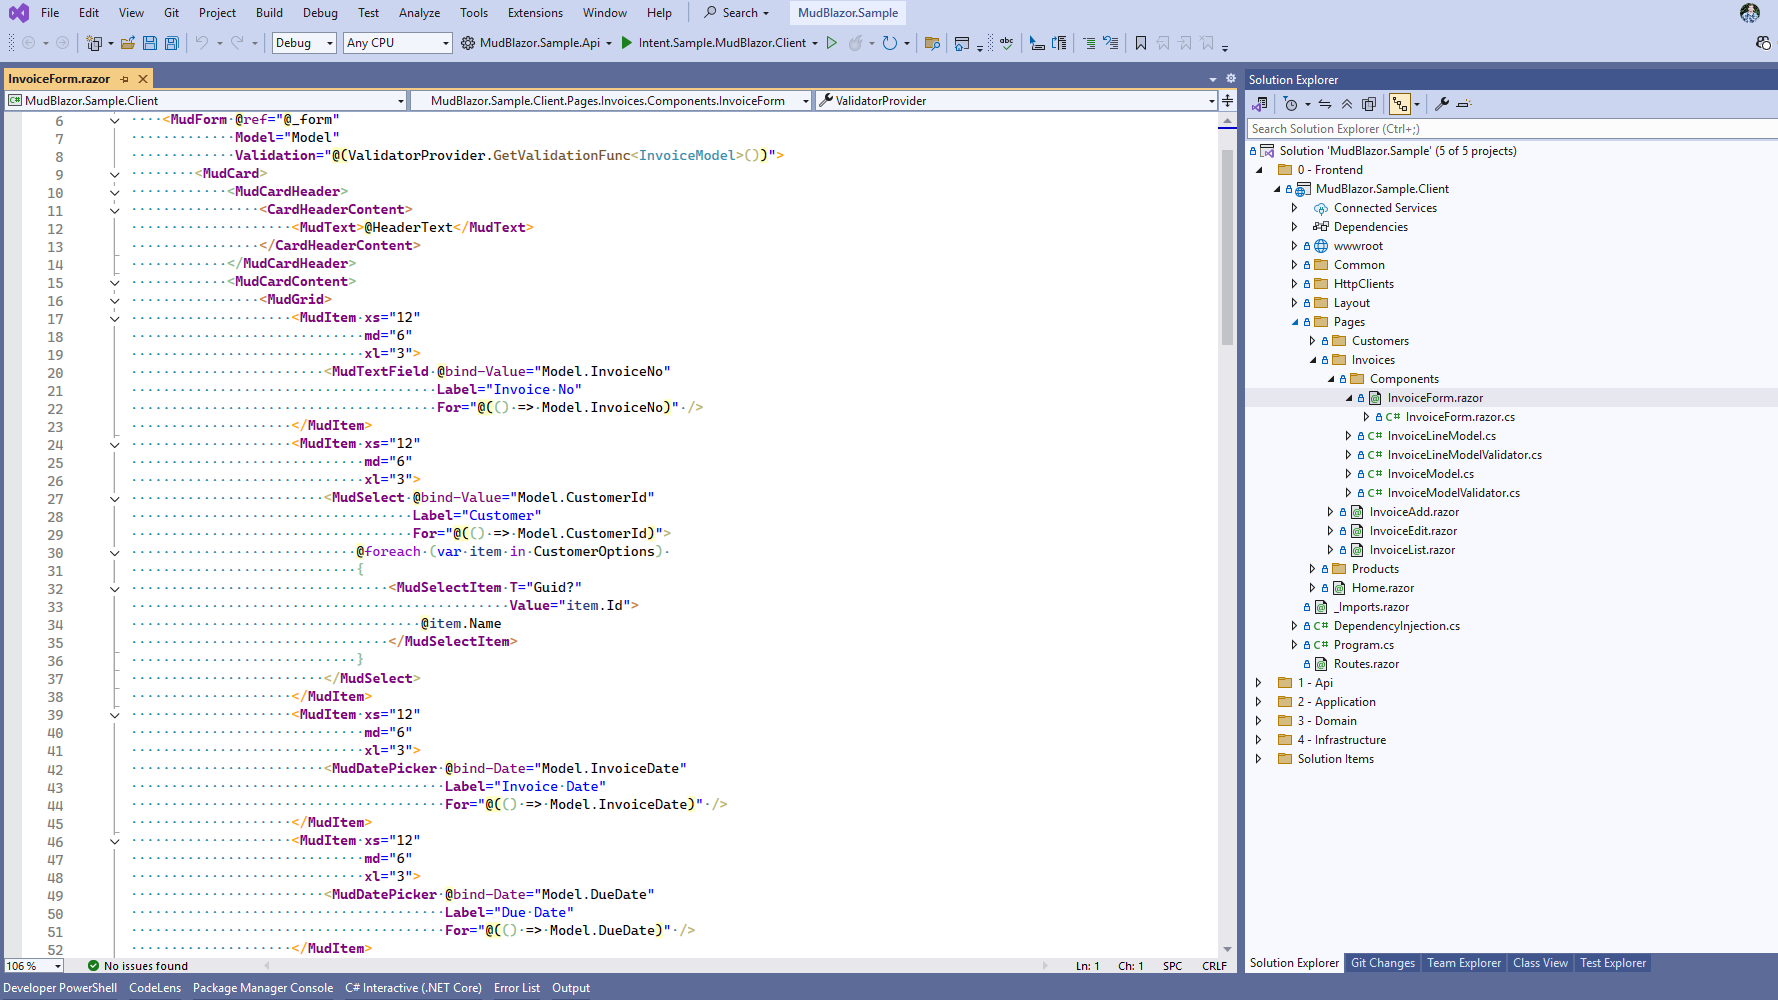 File Edit View Git Project Build Debug Test Analyze Tools Extensions Window Help Search MudBlazor.Sample
Debug Any CPU MudBlazor.Sample.Api Intent.Sample.MudBlazor.Client
InvoiceForm.razor
MudBlazor.Sample.Client MudBlazor.Sample.Client.Pages.Invoices.Components.InvoiceForm ValidatorProvider
6 <MudForm @ref="@_form"
7 Model="Model"
8 Validation="@(ValidatorProvider.GetValidationFunc<InvoiceModel>())">
9 <MudCard>
10 <MudCardHeader>
11 <CardHeaderContent>
12 <MudText>@HeaderText</MudText>
13 </CardHeaderContent>
14 </MudCardHeader>
15 <MudCardContent>
16 <MudGrid>
17 <MudItem xs="12"
18 md="6"
19 xl="3">
20 <MudTextField @bind-Value="Model.InvoiceNo"
21 Label="Invoice No"
22 For="@(() => Model.InvoiceNo)" />
23 </MudItem>
24 <MudItem xs="12"
25 md="6"
26 xl="3">
27 <MudSelect @bind-Value="Model.CustomerId"
28 Label="Customer"
29 For="@(() => Model.CustomerId)">
30 @foreach (var item in CustomerOptions)
31 {
32 <MudSelectItem T="Guid?"
33 Value="item.Id">
34 @item.Name
35 </MudSelectItem>
36 }
37 </MudSelect>
38 </MudItem>
39 <MudItem xs="12"
40 md="6"
41 xl="3">
42 <MudDatePicker @bind-Date="Model.InvoiceDate"
43 Label="Invoice Date"
44 For="@(() => Model.InvoiceDate)" />
45 </MudItem>
46 <MudItem xs="12"
47 md="6"
48 xl="3">
49 <MudDatePicker @bind-Date="Model.DueDate"
50 Label="Due Date"
51 For="@(() => Model.DueDate)" />
52 </MudItem>
106 % No issues found Ln: 1 Ch: 1 SPC CRLF
Solution Explorer
Search Solution Explorer (Ctrl+;)
Solution 'MudBlazor.Sample' (5 of 5 projects)
0 - Frontend
MudBlazor.Sample.Client
Connected Services
Dependencies
wwwroot
Common
HttpClients
Layout
Pages
Customers
Invoices
Components
InvoiceForm.razor
C# InvoiceForm.razor.cs
C# InvoiceLineModel.cs
C# InvoiceLineModelValidator.cs
C# InvoiceModel.cs
C# InvoiceModelValidator.cs
InvoiceAdd.razor
InvoiceEdit.razor
InvoiceList.razor
Products
Home.razor
_Imports.razor
C# DependencyInjection.cs
C# Program.cs
Routes.razor
1 - Api
2 - Application
3 - Domain
4 - Infrastructure
Solution Items
Solution Explorer Git Changes Team Explorer Class View Test Explorer
Developer PowerShell CodeLens Package Manager Console C# Interactive (.NET Core) Error List Output